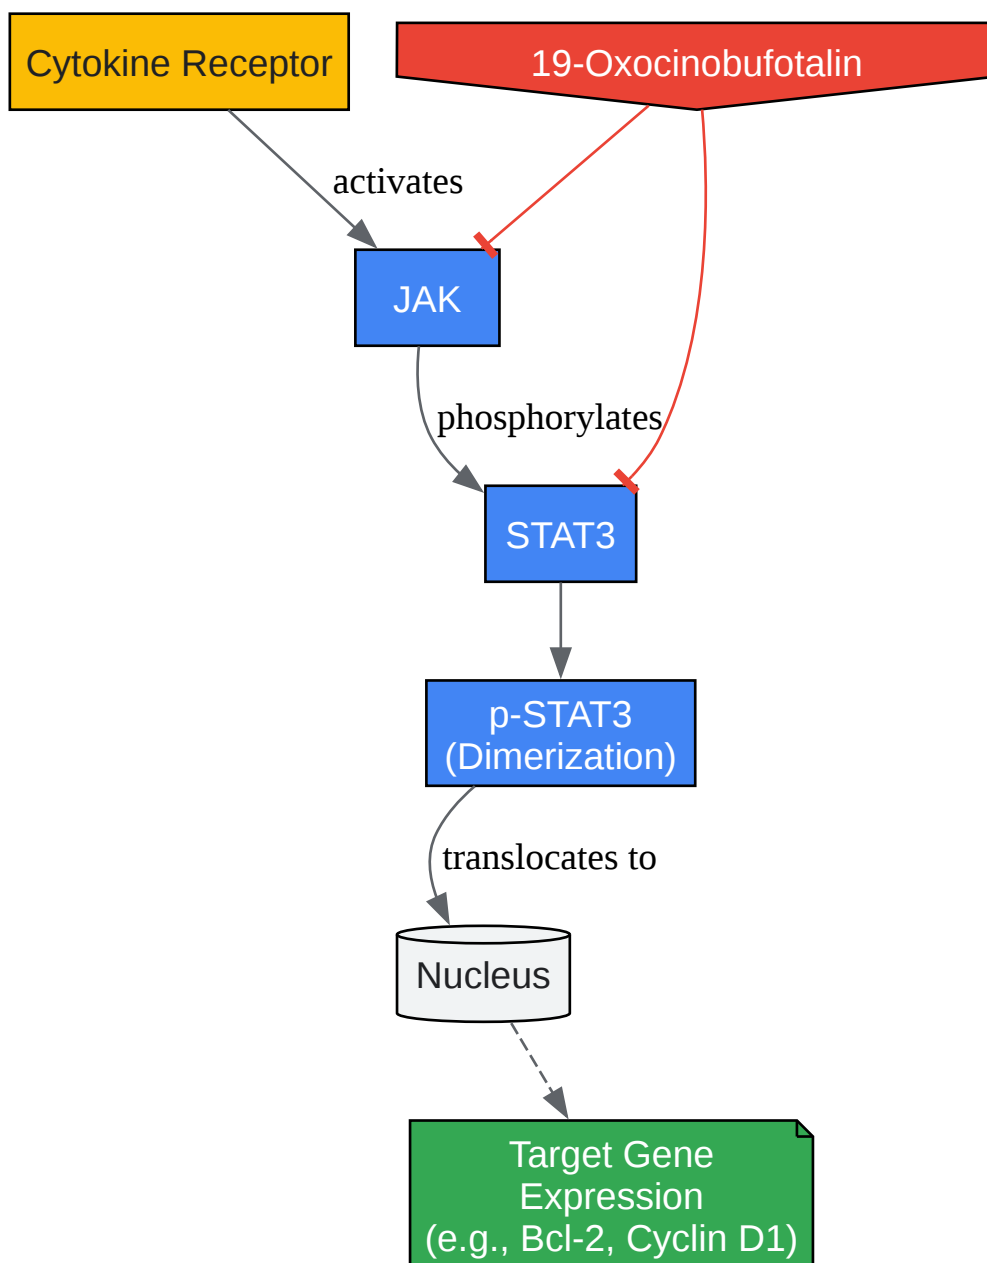 Cytokine Receptor
19-Oxocinobufotalin
activates
JAK
phosphorylates
STAT3
p-STAT3
(Dimerization)
translocates to
Nucleus
Target Gene
Expression
(e.g., Bcl-2, Cyclin D1)